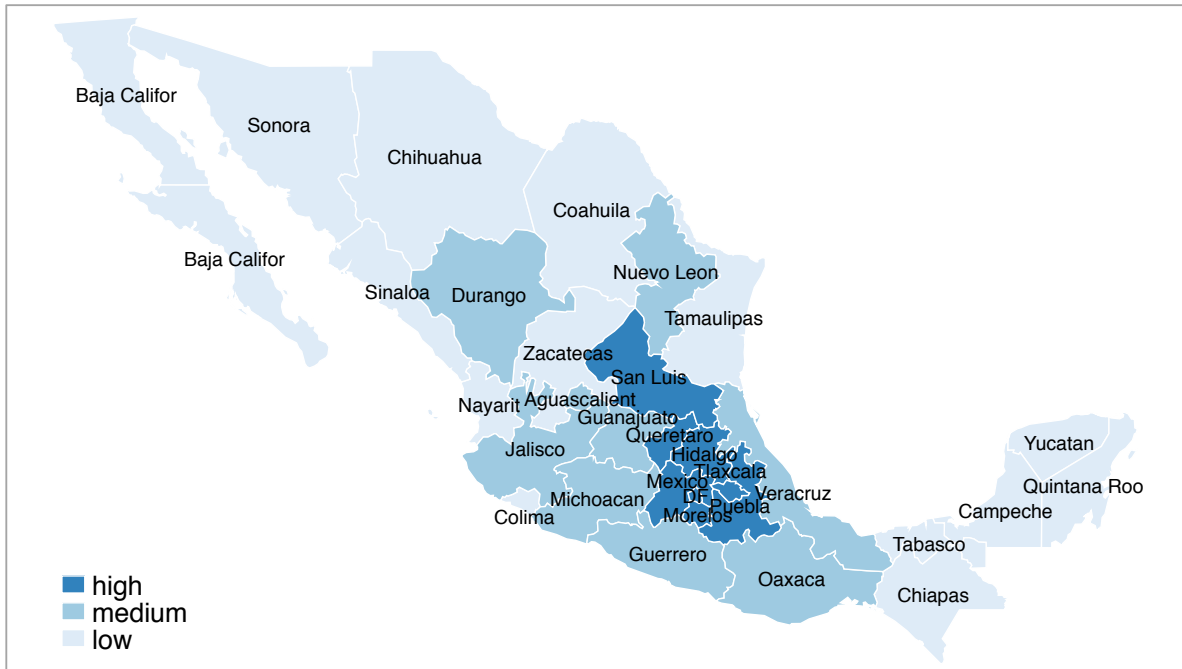 Baja Califor
Sonora
Chihuahua
Coahuila
Baja Califor
Nuevo Leon
Sinaloa
Durango
Tamaulipas
Zacatecas
San Luis
Aguascalient
Nayarit
Guanajuato
Queretaro
Yucatan
Jalisco
Hidalgo
Tlaxcala
Mexico
Quintana Roo
DF
Veracruz
Michoacan
Puebla
Campeche
Colima
Morelos
Tabasco
Guerrero
Oaxaca
Chiapas
high
medium
low